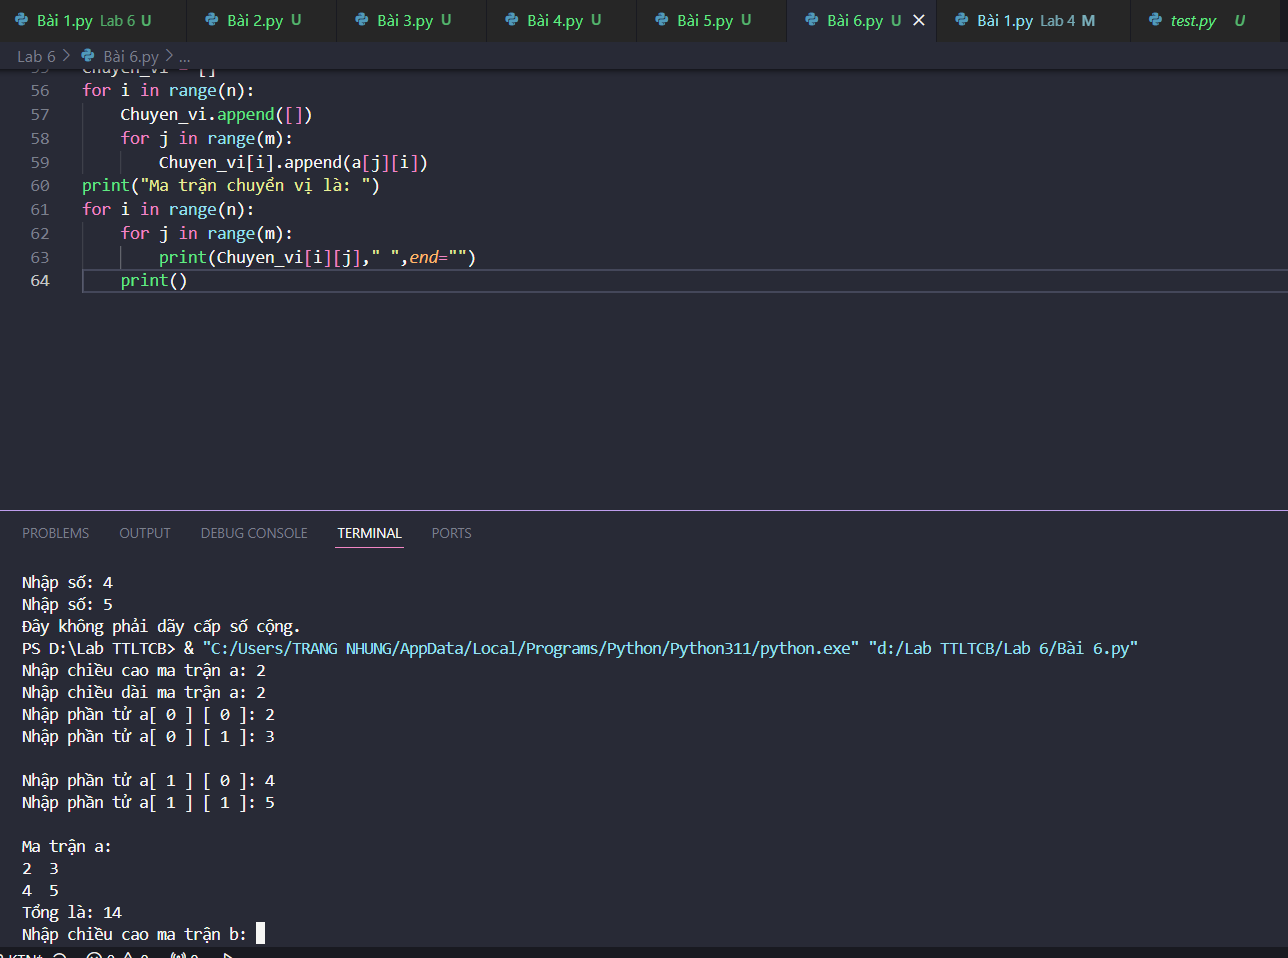 Bài 1.py Lab 6 U Bài 2.py U Bài 3.py U Bài 4.py U Bài 5.py U Bài 6.py U Bài 1.py Lab 4 M test.py U
Lab 6 > Bài 6.py > ...
55 Chuyen_vi = []
56 for i in range(n):
57 Chuyen_vi.append([])
58 for j in range(m):
59 Chuyen_vi[i].append(a[j][i])
60 print("Ma trận chuyển vị là: ")
61 for i in range(n):
62 for j in range(m):
63 print(Chuyen_vi[i][j]," ",end="")
64 print()
PROBLEMS OUTPUT DEBUG CONSOLE TERMINAL PORTS
Nhập số: 4
Nhập số: 5
Đây không phải dãy cấp số cộng.
PS D:\Lab TTLTCB> & "C:/Users/TRANG NHUNG/AppData/Local/Programs/Python/Python311/python.exe" "d:/Lab TTLTCB/Lab 6/Bài 6.py"
Nhập chiều cao ma trận a: 2
Nhập chiều dài ma trận a: 2
Nhập phần tử a[ 0 ] [ 0 ]: 2
Nhập phần tử a[ 0 ] [ 1 ]: 3
Nhập phần tử a[ 1 ] [ 0 ]: 4
Nhập phần tử a[ 1 ] [ 1 ]: 5
Ma trận a:
2 3
4 5
Tổng là: 14
Nhập chiều cao ma trận b: